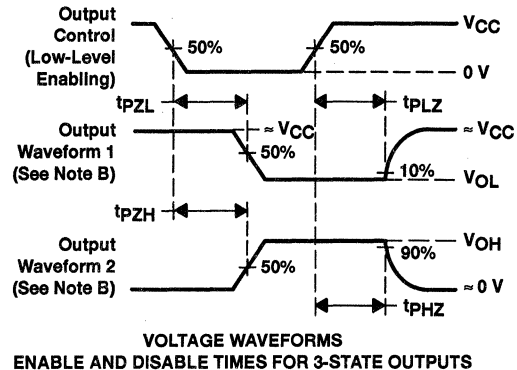 Output
Control
(Low-Level
Enabling)
50%
50%
VCC
0 V
tPZL
tPLZ
Output
Waveform 1
(See Note B)
≈ VCC
50%
≈ VCC
10%
VOL
tPZH
Output
Waveform 2
(See Note B)
50%
VOH
90%
≈ 0 V
tPHZ
VOLTAGE WAVEFORMS
ENABLE AND DISABLE TIMES FOR 3-STATE OUTPUTS